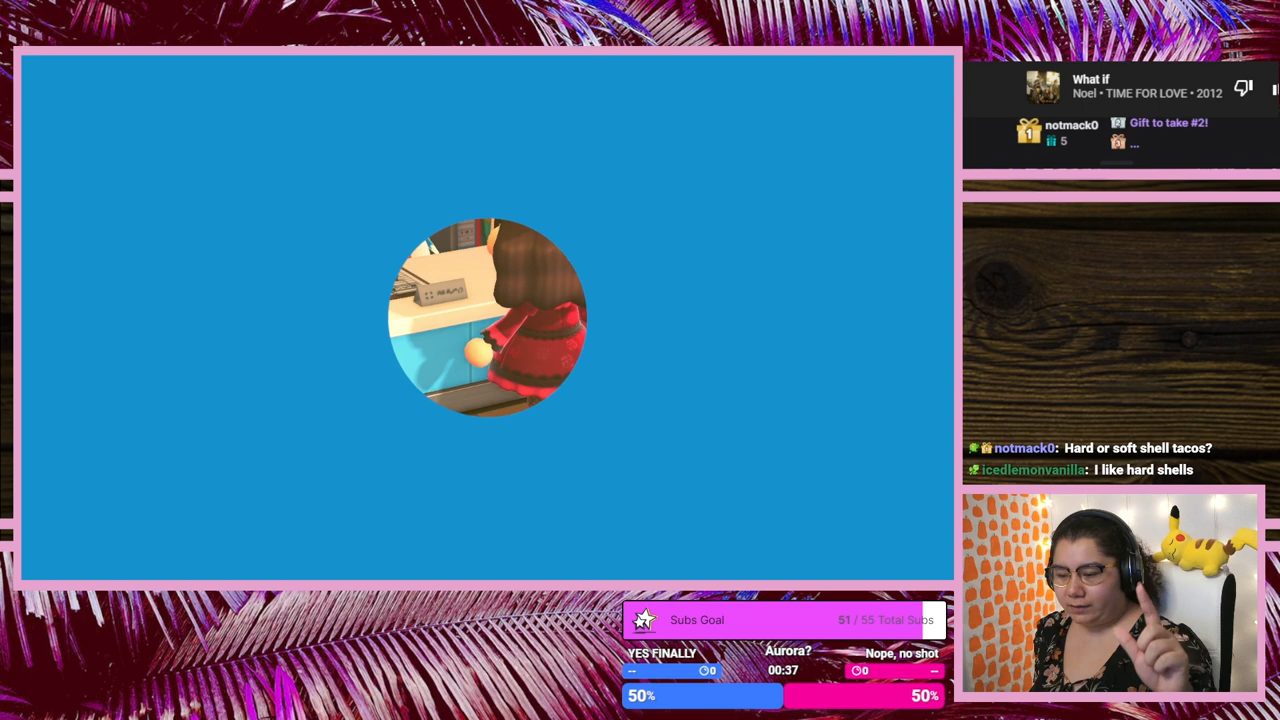 What if
Noel • TIME FOR LOVE • 2012
notmack0
5
Gift to take #2!
...
notmack0: Hard or soft shell tacos?
icedlemonvanilla: I like hard shells
Subs Goal
51 / 55 Total Subs
YES FINALLY
Aurora?
Nope, no shot
--
0
00:37
0
--
50%
50%